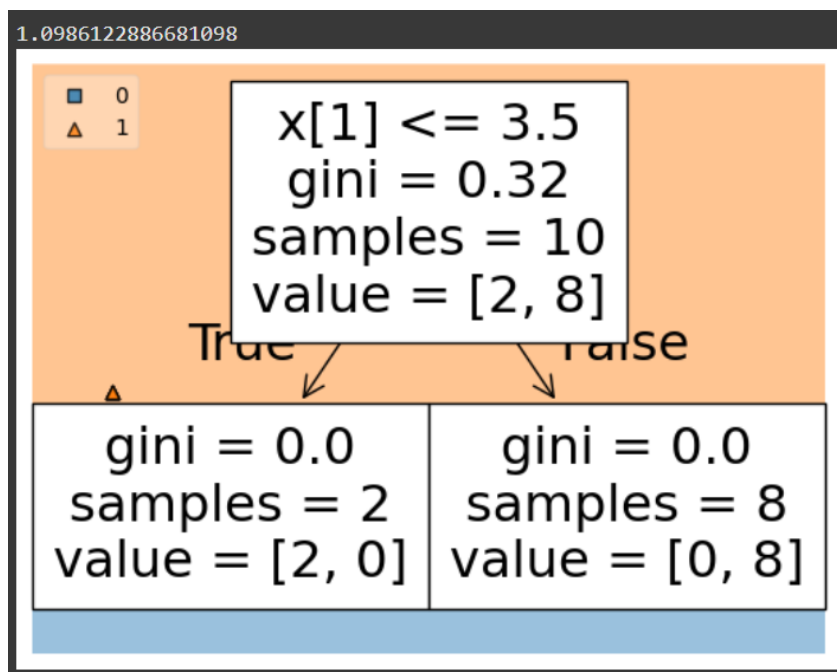 1.0986122886681098
0
1
x[1] <= 3.5
gini = 0.32
samples = 10
value = [2, 8]
True
False
gini = 0.0
samples = 2
value = [2, 0]
gini = 0.0
samples = 8
value = [0, 8]